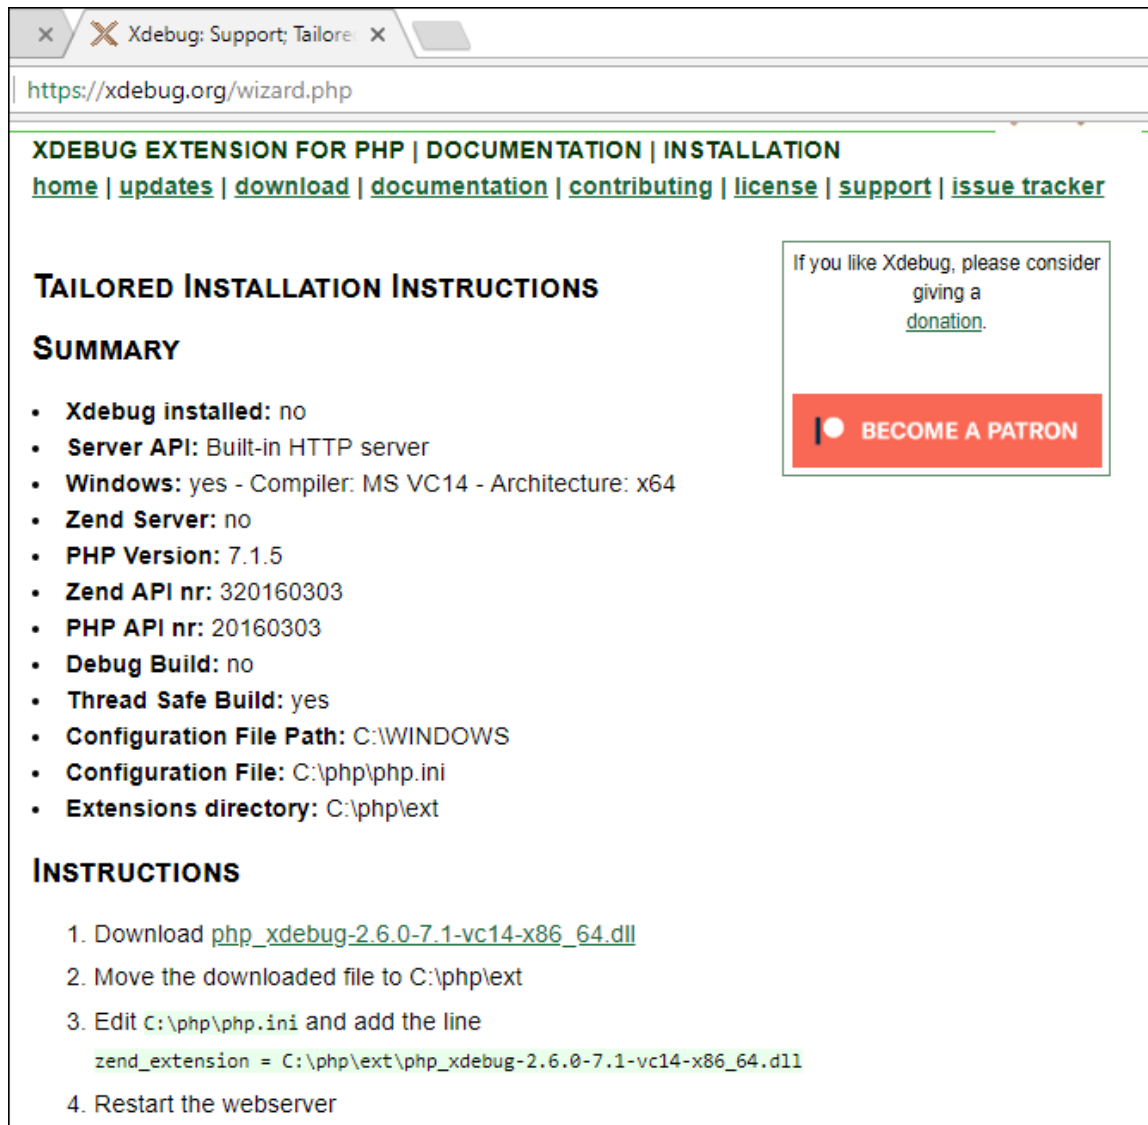 Xdebug: Support; Tailore
https://xdebug.org/wizard.php
XDEBUG EXTENSION FOR PHP | DOCUMENTATION | INSTALLATION
home | updates | download | documentation | contributing | license | support | issue tracker
If you like Xdebug, please consider
giving a
donation.
BECOME A PATRON
TAILORED INSTALLATION INSTRUCTIONS
SUMMARY
• Xdebug installed: no
• Server API: Built-in HTTP server
• Windows: yes - Compiler: MS VC14 - Architecture: x64
• Zend Server: no
• PHP Version: 7.1.5
• Zend API nr: 320160303
• PHP API nr: 20160303
• Debug Build: no
• Thread Safe Build: yes
• Configuration File Path: C:\WINDOWS
• Configuration File: C:\php\php.ini
• Extensions directory: C:\php\ext
INSTRUCTIONS
1. Download php_xdebug-2.6.0-7.1-vc14-x86_64.dll
2. Move the downloaded file to C:\php\ext
3. Edit C:\php\php.ini and add the line
zend_extension = C:\php\ext\php_xdebug-2.6.0-7.1-vc14-x86_64.dll
4. Restart the webserver